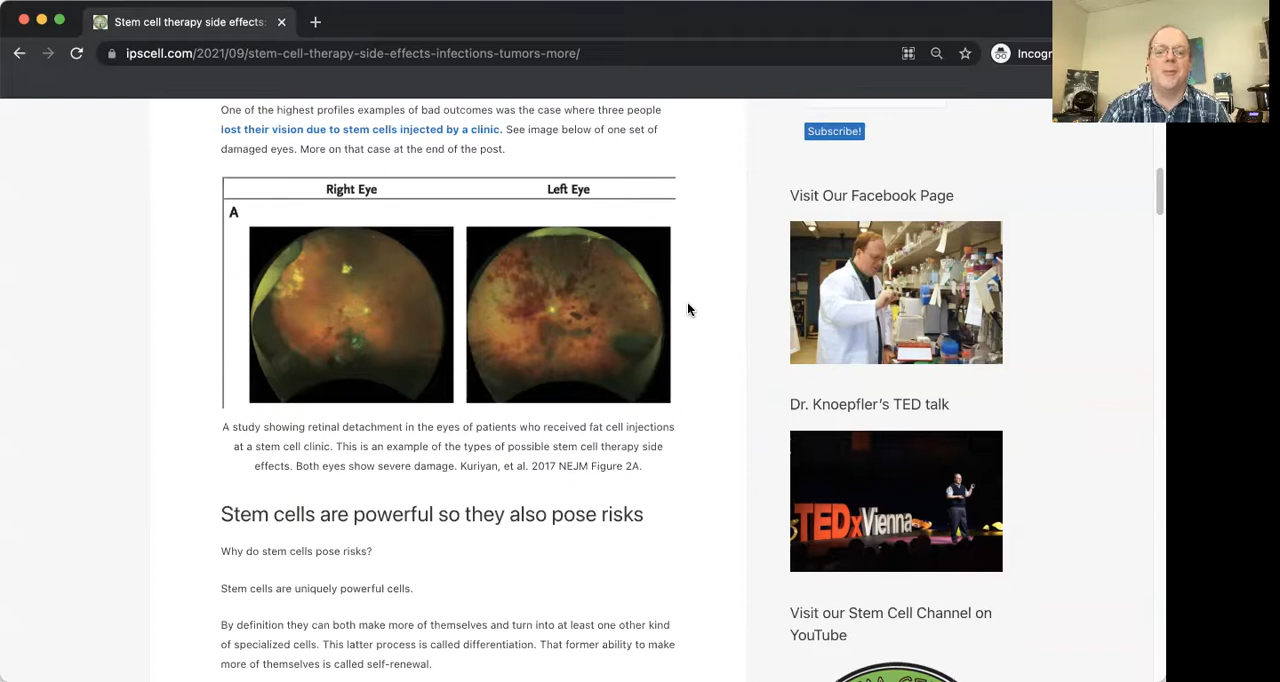 Stem cell therapy side effects:
ipscell.com/2021/09/stem-cell-therapy-side-effects-infections-tumors-more/
Incogn
One of the highest profiles examples of bad outcomes was the case where three people
lost their vision due to stem cells injected by a clinic. See image below of one set of
damaged eyes. More on that case at the end of the post.
Right Eye
Left Eye
A
A study showing retinal detachment in the eyes of patients who received fat cell injections
at a stem cell clinic. This is an example of the types of possible stem cell therapy side
effects. Both eyes show severe damage. Kuriyan, et al. 2017 NEJM Figure 2A.
Stem cells are powerful so they also pose risks
Why do stem cells pose risks?
Stem cells are uniquely powerful cells.
By definition they can both make more of themselves and turn into at least one other kind
of specialized cells. This latter process is called differentiation. That former ability to make
more of themselves is called self-renewal.
Subscribe!
Visit Our Facebook Page
Dr. Knoepfler's TED talk
TEDxVienna
Visit our Stem Cell Channel on
YouTube